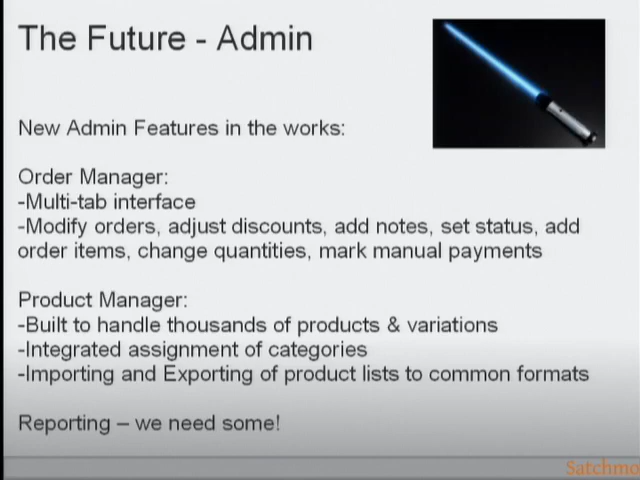 The Future - Admin
New Admin Features in the works:
Order Manager:
-Multi-tab interface
-Modify orders, adjust discounts, add notes, set status, add
order items, change quantities, mark manual payments
Product Manager:
-Built to handle thousands of products & variations
-Integrated assignment of categories
-Importing and Exporting of product lists to common formats
Reporting – we need some!
Satchmo